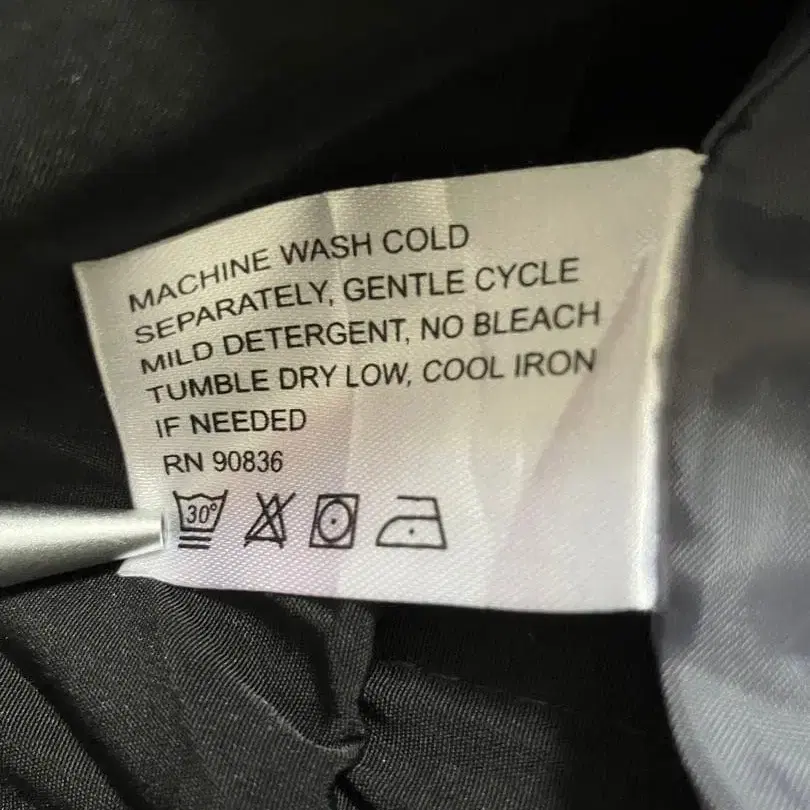 MACHINE WASH COLD
SEPARATELY, GENTLE CYCLE
MILD DETERGENT, NO BLEACH
TUMBLE DRY LOW, COOL IRON
IF NEEDED
RN 90836
30°